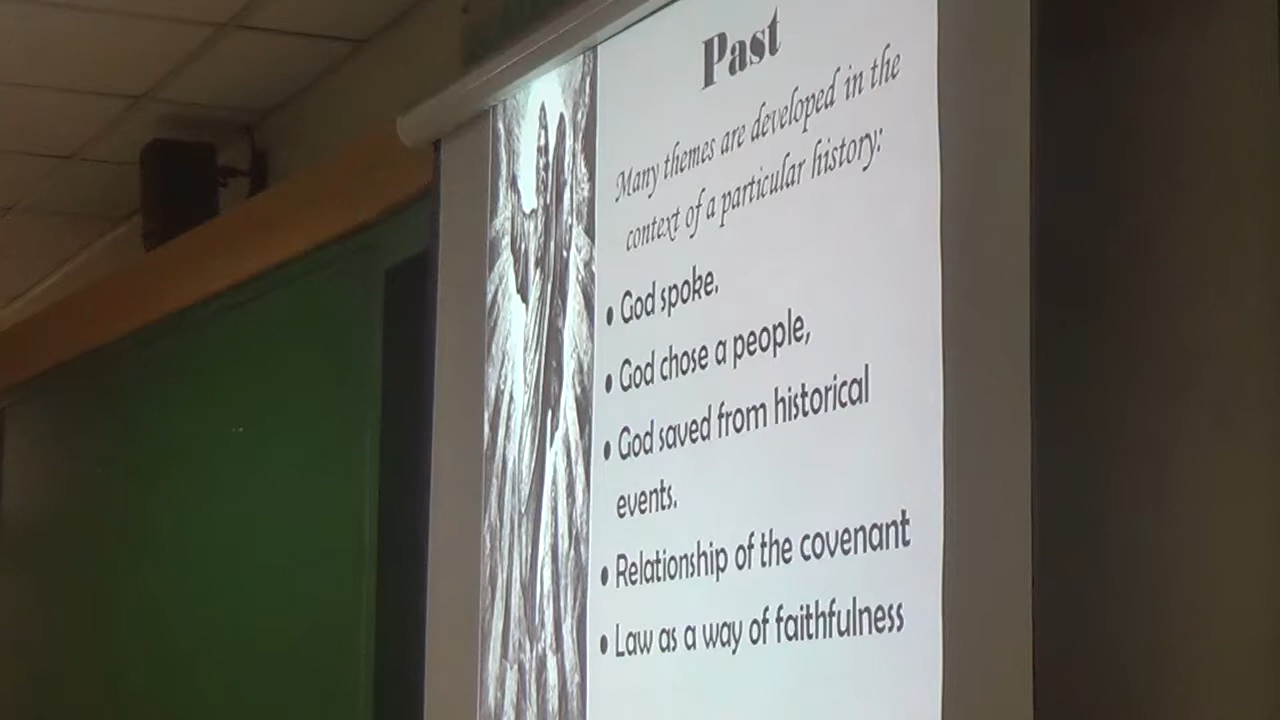 Past
Many themes are developed in the
context of a particular history:
• God spoke.
• God chose a people,
• God saved from historical
events.
• Relationship of the covenant
• Law as a way of faithfulness